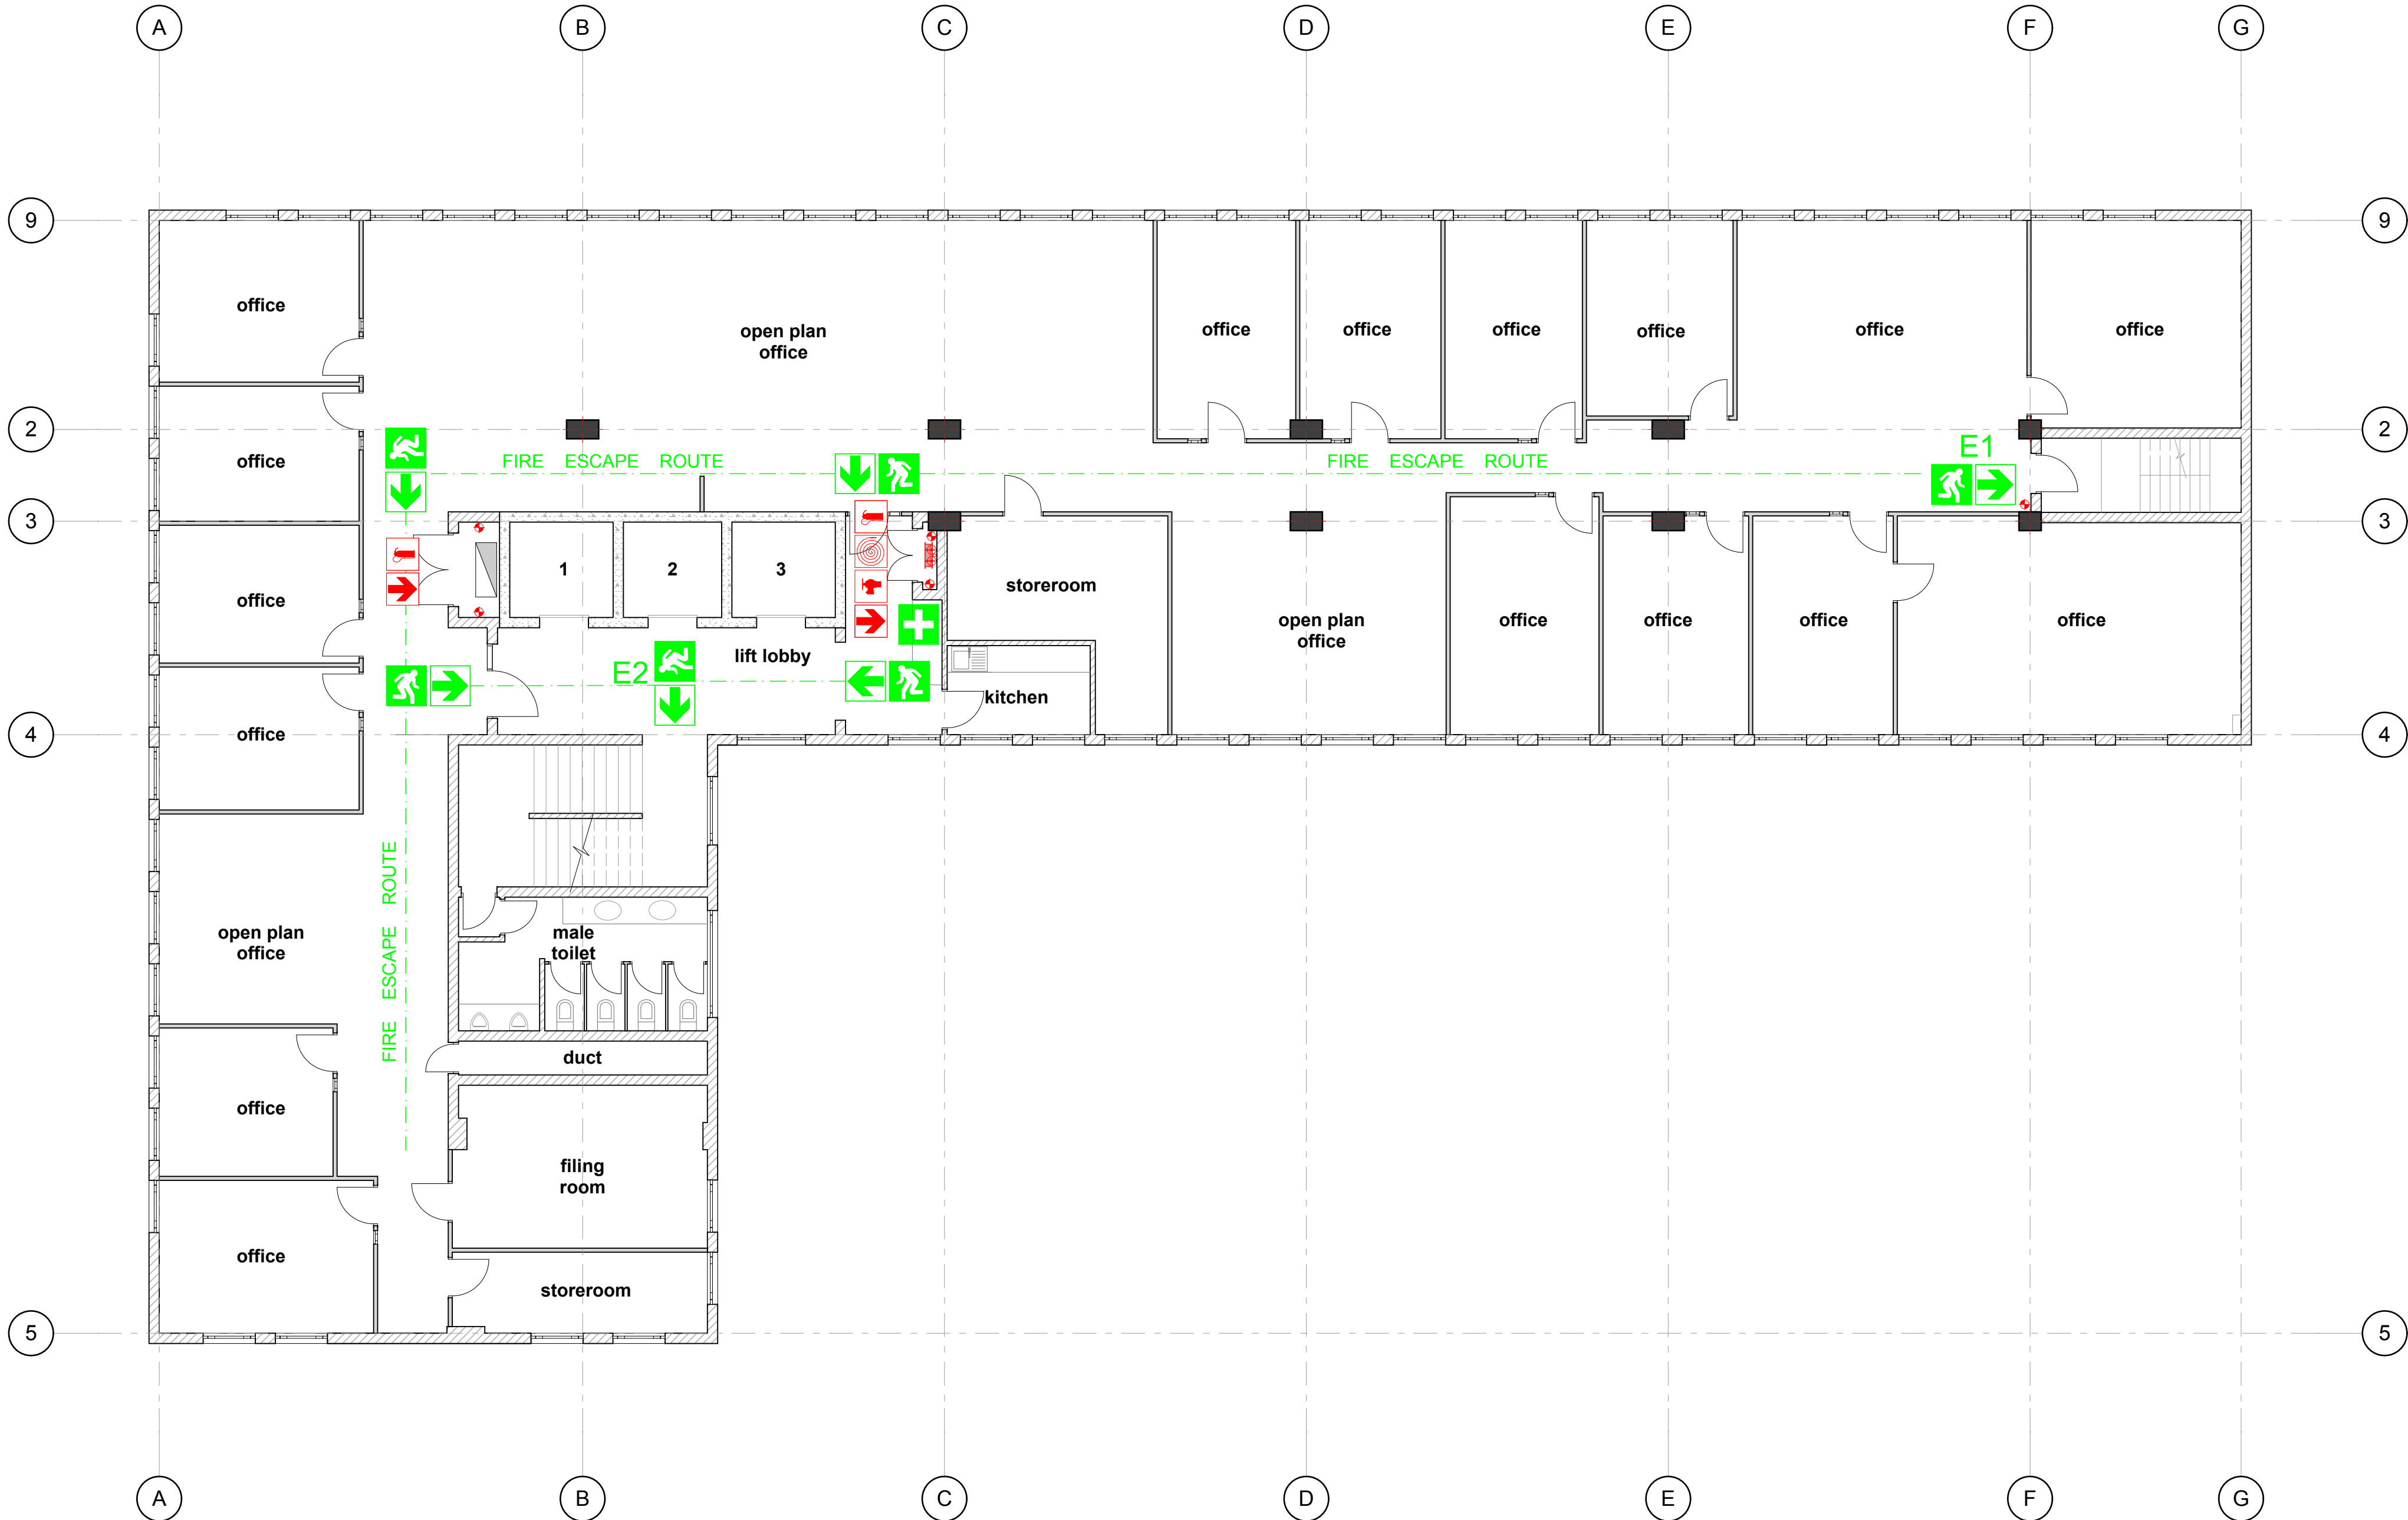 A B C D E F G
9 9
office
open plan
office
office
office
office
office
office
office
2 2
E1
office
FIRE ESCAPE ROUTE
FIRE ESCAPE ROUTE
3 3
1
2
3
office
storeroom
open plan
office
office
office
office
office
lift lobby
E2
kitchen
4 4
office
FIRE ESCAPE ROUTE
open plan
office
male
toilet
duct
office
filing
room
office
storeroom
5 5
A B C D E F G